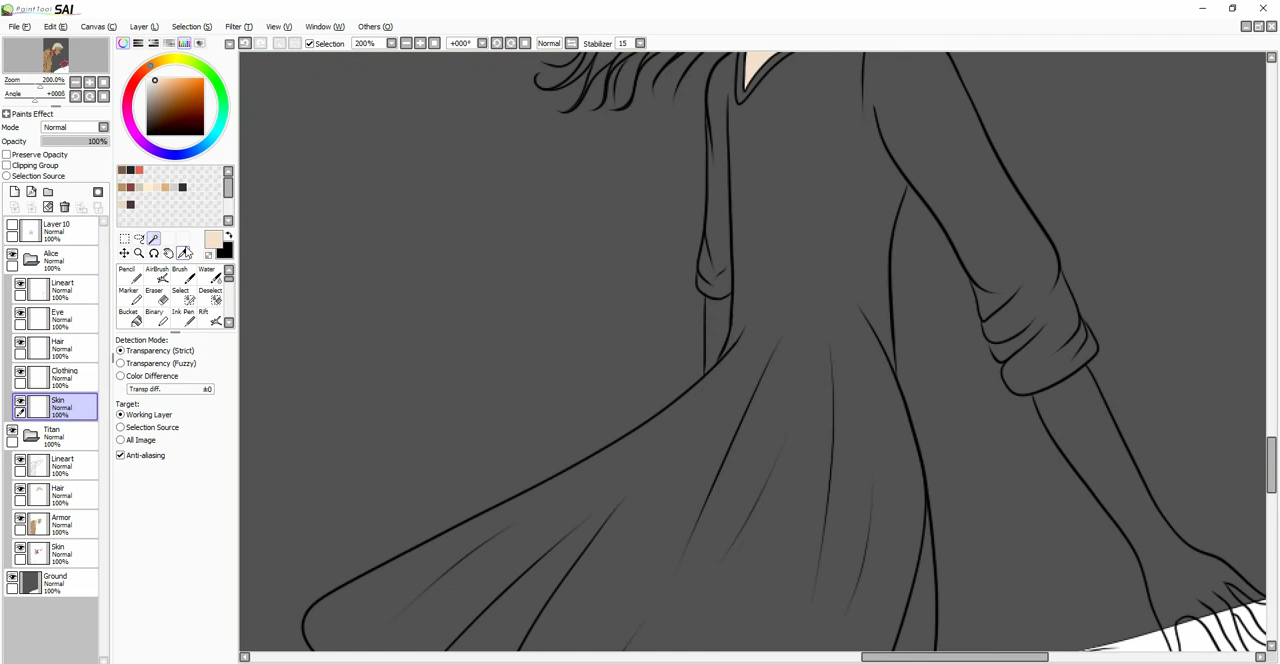 PaintTool SAI
File (F) Edit (E) Canvas (C) Layer (L) Selection (S) Filter (T) View (V) Window (W) Others (O)
Selection 200% +000° Normal Stabilizer 15
Zoom 200.0%
Angle +000θ
Paints Effect
Mode Normal
Opacity 100%
Preserve Opacity
Clipping Group
Selection Source
Layer10
Normal
100%
Alice
Normal
100%
Lineart
Normal
100%
Eye
Normal
100%
Hair
Normal
100%
Clothing
Normal
100%
Skin
Normal
100%
Titan
Normal
100%
Lineart
Normal
100%
Hair
Normal
100%
Armor
Normal
100%
Skin
Normal
100%
Ground
Normal
100%
Pencil AirBrush Brush Water
Marker Eraser Select Deselect
Bucket Binary Ink Pen Rift
Detection Mode:
Transparency (Strict)
Transparency (Fuzzy)
Color Difference
Transp diff. ±0
Target:
Working Layer
Selection Source
All Image
Anti-aliasing